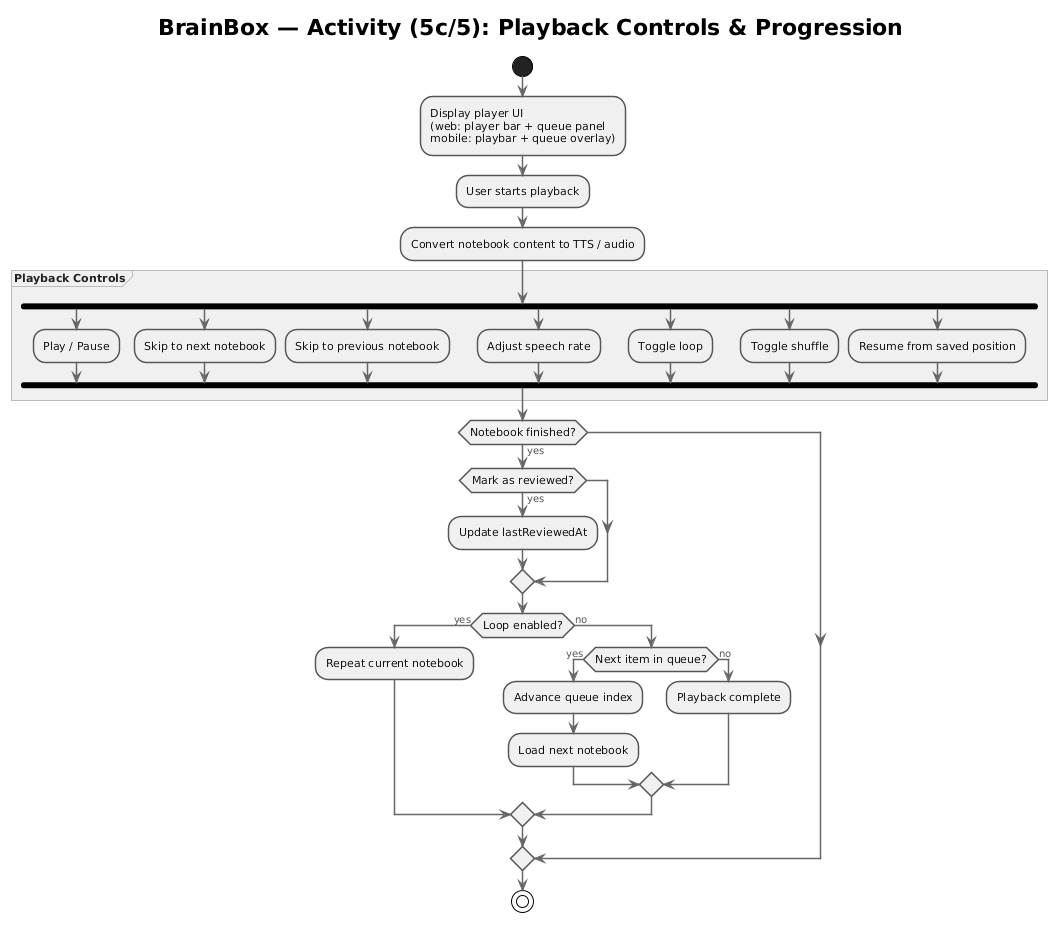 BrainBox — Activity (5c/5): Playback Controls & Progression
Display player UI
(web: player bar + queue panel
mobile: playbar + queue overlay)
User starts playback
Convert notebook content to TTS / audio
Playback Controls
Play / Pause
Skip to next notebook
Skip to previous notebook
Adjust speech rate
Toggle loop
Toggle shuffle
Resume from saved position
Notebook finished?
yes
Mark as reviewed?
yes
Update lastReviewedAt
yes
Loop enabled?
no
Repeat current notebook
yes
Next item in queue?
no
Advance queue index
Playback complete
Load next notebook